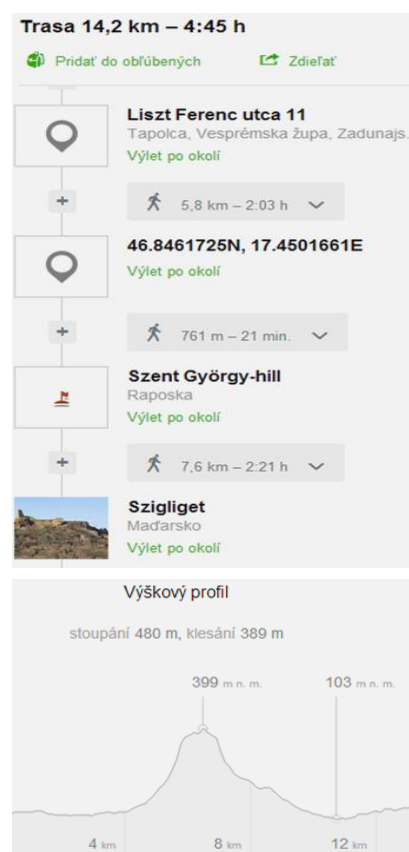 Trasa 14,2 km – 4:45 h
Pridať do obľúbených Zdieľať
Liszt Ferenc utca 11
Tapolca, Vesprémska župa, Zadunajs.
Výlet po okolí
5,8 km – 2:03 h
46.8461725N, 17.4501661E
Výlet po okolí
761 m – 21 min.
Szent György-hill
Raposka
Výlet po okolí
7,6 km – 2:21 h
Szigliget
Maďarsko
Výlet po okolí
Výškový profil
stoupání 480 m, klesání 389 m
399 m n. m. 103 m n. m.
4 km 8 km 12 km